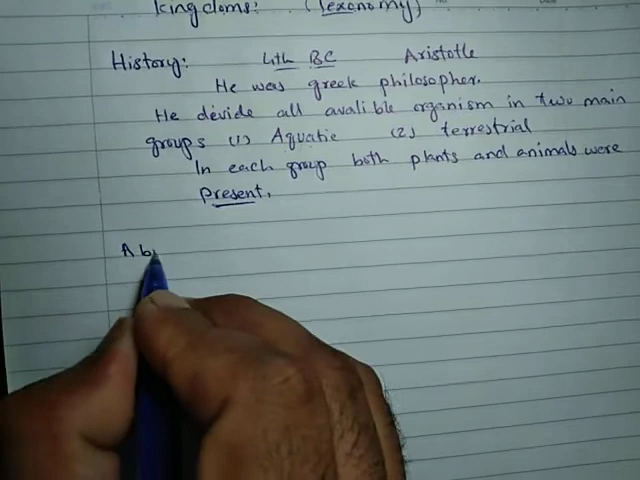 kingdoms: (Texonomy)
History: 4th BC Aristotle
He was greek philosopher.
He devide all avalible organism in two main
groups (1) Aquatic (2) terrestrial
In each group both plants and animals were
present.
A b